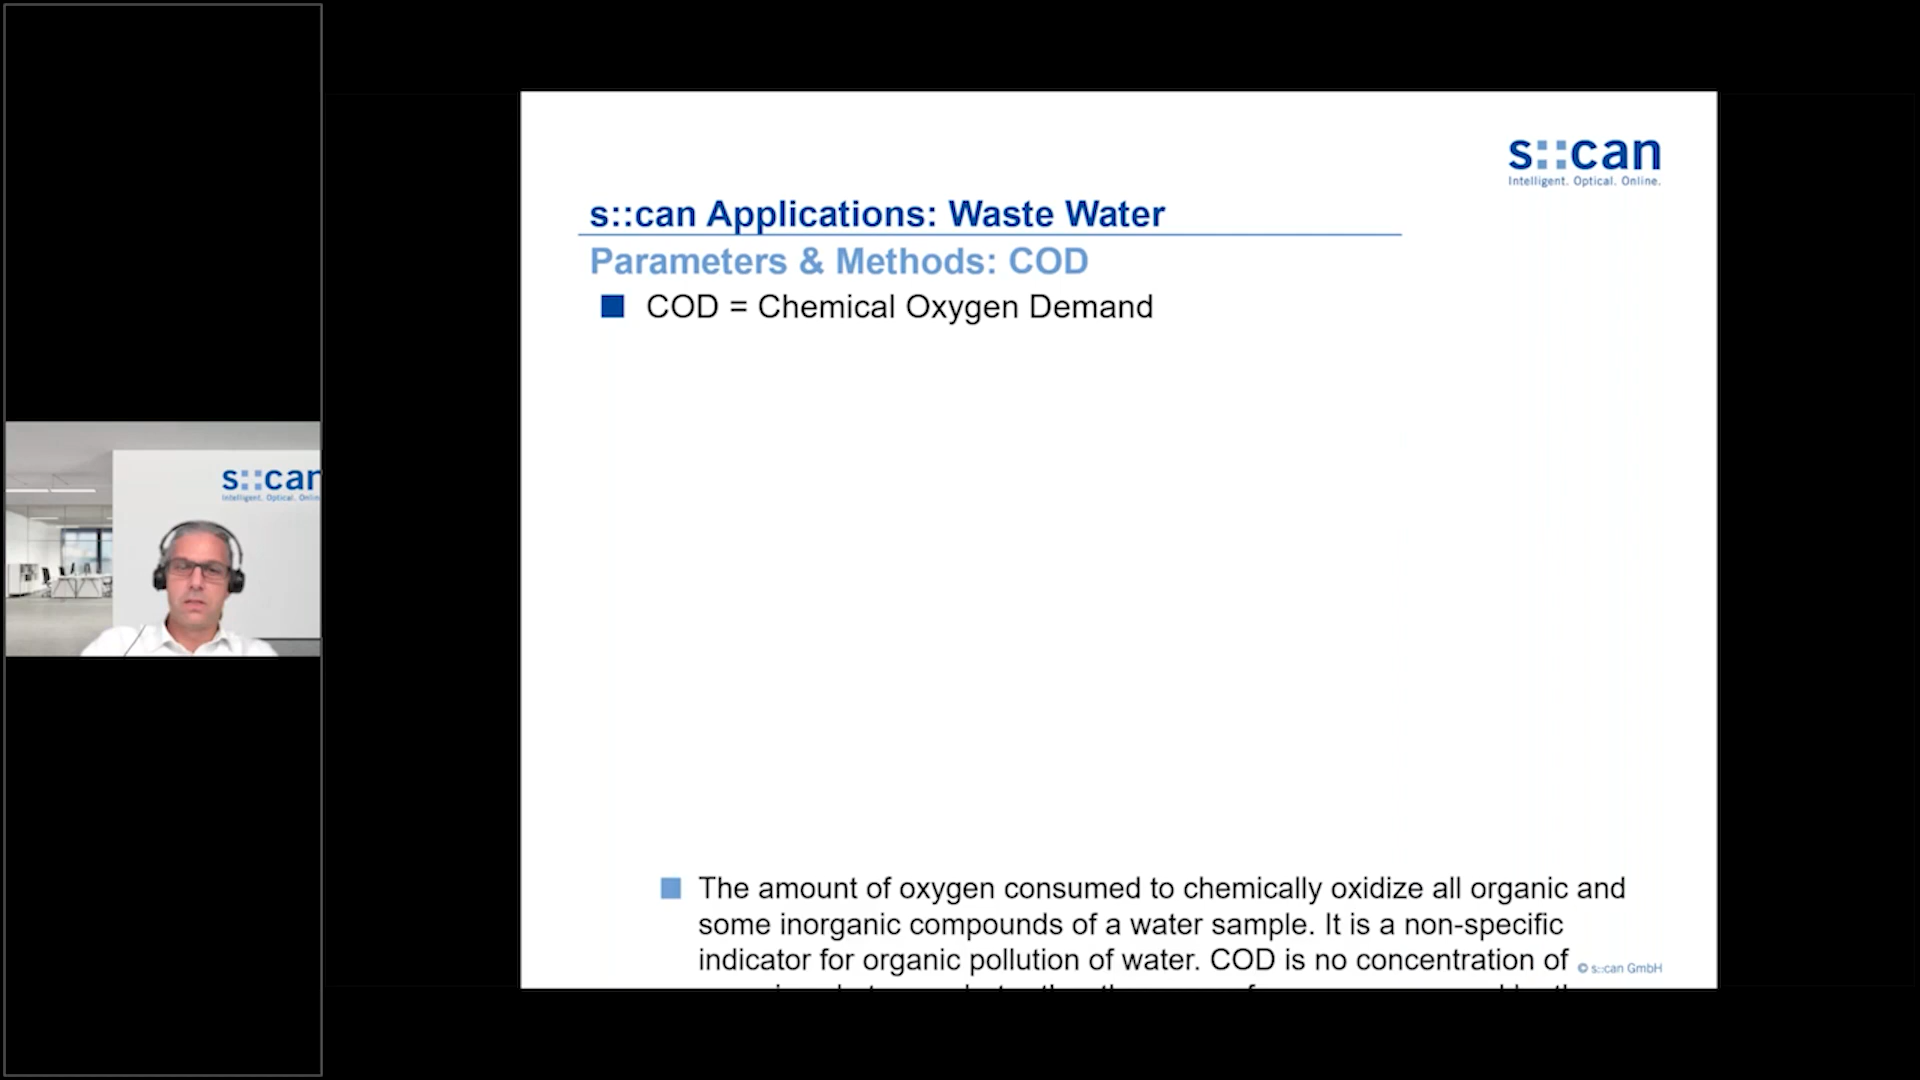 s::can
Intelligent. Optical. Online.
s::can Applications: Waste Water
Parameters & Methods: COD
COD = Chemical Oxygen Demand
s::can
Intelligent. Optical.
The amount of oxygen consumed to chemically oxidize all organic and
some inorganic compounds of a water sample. It is a non-specific
indicator for organic pollution of water. COD is no concentration of
© s::can GmbH